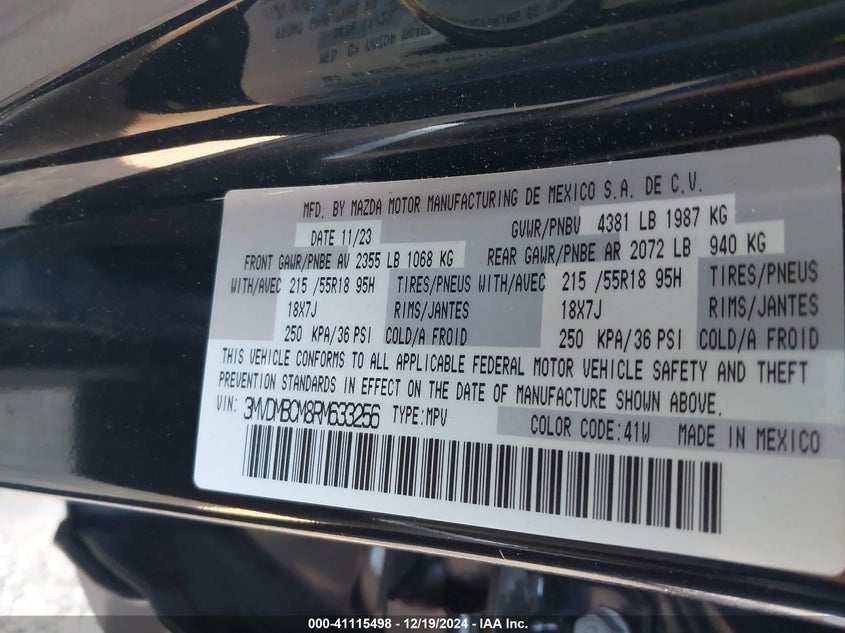 MFD. BY MAZDA MOTOR MANUFACTURING DE MEXICO S.A. DE C.V.
DATE 11/23 GVWR/PNBV 4381 LB 1987 KG
FRONT GAWR/PNBE AV 2355 LB 1068 KG REAR GAWR/PNBE AR 2072 LB 940 KG
WITH/AVEC 215 /55R18 95H TIRES/PNEUS WITH/AVEC 215 /55R18 95H TIRES/PNEUS
18X7J RIMS/JANTES 18X7J RIMS/JANTES
250 KPA/36 PSI COLD/A FROID 250 KPA/36 PSI COLD/A FROID
THIS VEHICLE CONFORMS TO ALL APPLICABLE FEDERAL MOTOR VEHICLE SAFETY AND THEFT
PREVENTION STANDARDS IN EFFECT ON THE DATE OF MANUFACTURE SHOWN ABOVE.
VIN: 3MVDMBCM8RM633256 TYPE:MPV COLOR CODE:41W MADE IN MEXICO
000-41115498 - 12/19/2024 - IAA Inc.